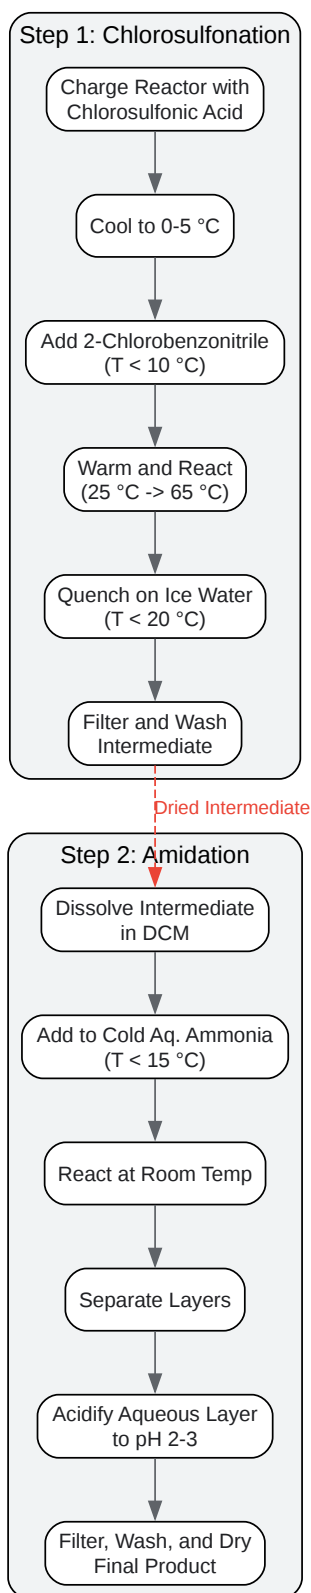 Step 1: Chlorosulfonation
Charge Reactor with
Chlorosulfonic Acid
Cool to 0-5 °C
Add 2-Chlorobenzonitrile
(T < 10 °C)
Warm and React
(25 °C -> 65 °C)
Quench on Ice Water
(T < 20 °C)
Filter and Wash
Intermediate
Dried Intermediate
Step 2: Amidation
Dissolve Intermediate
in DCM
Add to Cold Aq. Ammonia
(T < 15 °C)
React at Room Temp
Separate Layers
Acidify Aqueous Layer
to pH 2-3
Filter, Wash, and Dry
Final Product